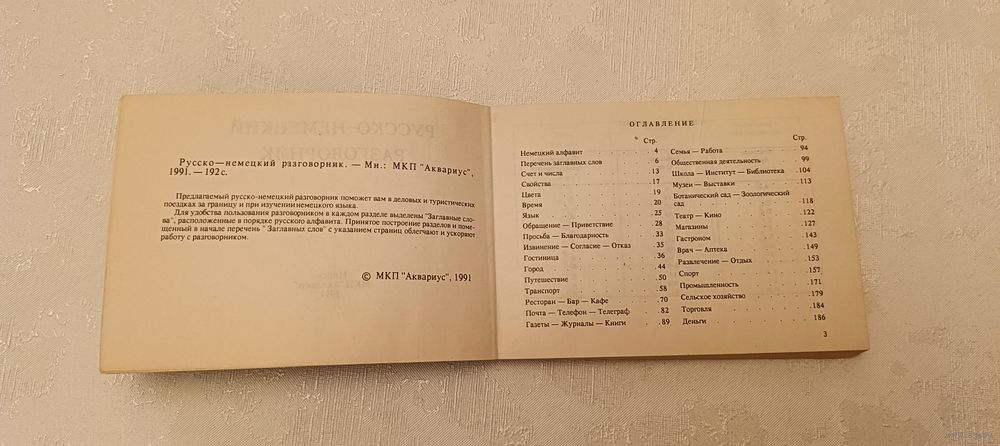 Русско—немецкий разговорник. — Мн.: МКП "Аквариус",
1991. — 192 с.
Предлагаемый русско-немецкий разговорник поможет вам в деловых и туристических
поездках за границу и при изучении немецкого языка.
Для удобства пользования разговорником в каждом разделе выделены "Заглавные сло-
ва", расположенные в порядке русского алфавита. Принятое построение разделов и поме-
щенный в начале перечень " Заглавных слов" с указанием страниц облегчают и ускоряют
работу с разговорником.
© МКП "Аквариус", 1991
ОГЛАВЛЕНИЕ
Стр.
Немецкий алфавит 4
Перечень заглавных слов 6
Счет и числа 13
Свойства 17
Цвета 19
Время 20
Язык 25
Обращение — Приветствие 28
Просьба — Благодарность 33
Извинение — Согласие — Отказ 35
Гостиница 36
Город 44
Путешествие 50
Транспорт 58
Ресторан — Бар — Кафе 70
Почта — Телефон — Телеграф 82
Газеты — Журналы — Книги 89
Стр.
Семья — Работа 94
Общественная деятельность 99
Школа — Институт — Библиотека 104
Музеи — Выставки 113
Ботанический сад — Зоологический
сад 118
Театр — Кино 122
Магазины 127
Гастроном 143
Врач — Аптека 149
Развлечение — Отдых 153
Спорт 157
Промышленность 171
Сельское хозяйство 179
Торговля 184
Деньги 186
3